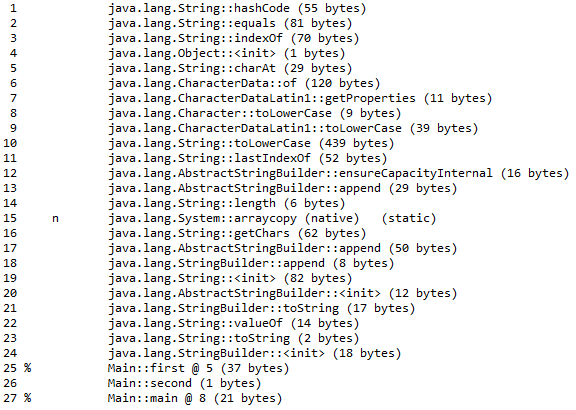 1 java.lang.String::hashCode (55 bytes)
2 java.lang.String::equals (81 bytes)
3 java.lang.String::indexOf (70 bytes)
4 java.lang.Object::<init> (1 bytes)
5 java.lang.String::charAt (29 bytes)
6 java.lang.CharacterData::of (120 bytes)
7 java.lang.CharacterDataLatin1::getProperties (11 bytes)
8 java.lang.Character::toLowerCase (9 bytes)
9 java.lang.CharacterDataLatin1::toLowerCase (39 bytes)
10 java.lang.String::toLowerCase (439 bytes)
11 java.lang.String::lastIndexOf (52 bytes)
12 java.lang.AbstractStringBuilder::ensureCapacityInternal (16 bytes)
13 java.lang.AbstractStringBuilder::append (29 bytes)
14 java.lang.String::length (6 bytes)
15 n java.lang.System::arraycopy (native) (static)
16 java.lang.String::getChars (62 bytes)
17 java.lang.AbstractStringBuilder::append (50 bytes)
18 java.lang.StringBuilder::append (8 bytes)
19 java.lang.String::<init> (82 bytes)
20 java.lang.AbstractStringBuilder::<init> (12 bytes)
21 java.lang.StringBuilder::toString (17 bytes)
22 java.lang.String::valueOf (14 bytes)
23 java.lang.String::toString (2 bytes)
24 java.lang.StringBuilder::<init> (18 bytes)
25 % Main::first @ 5 (37 bytes)
26 Main::second (1 bytes)
27 % Main::main @ 8 (21 bytes)